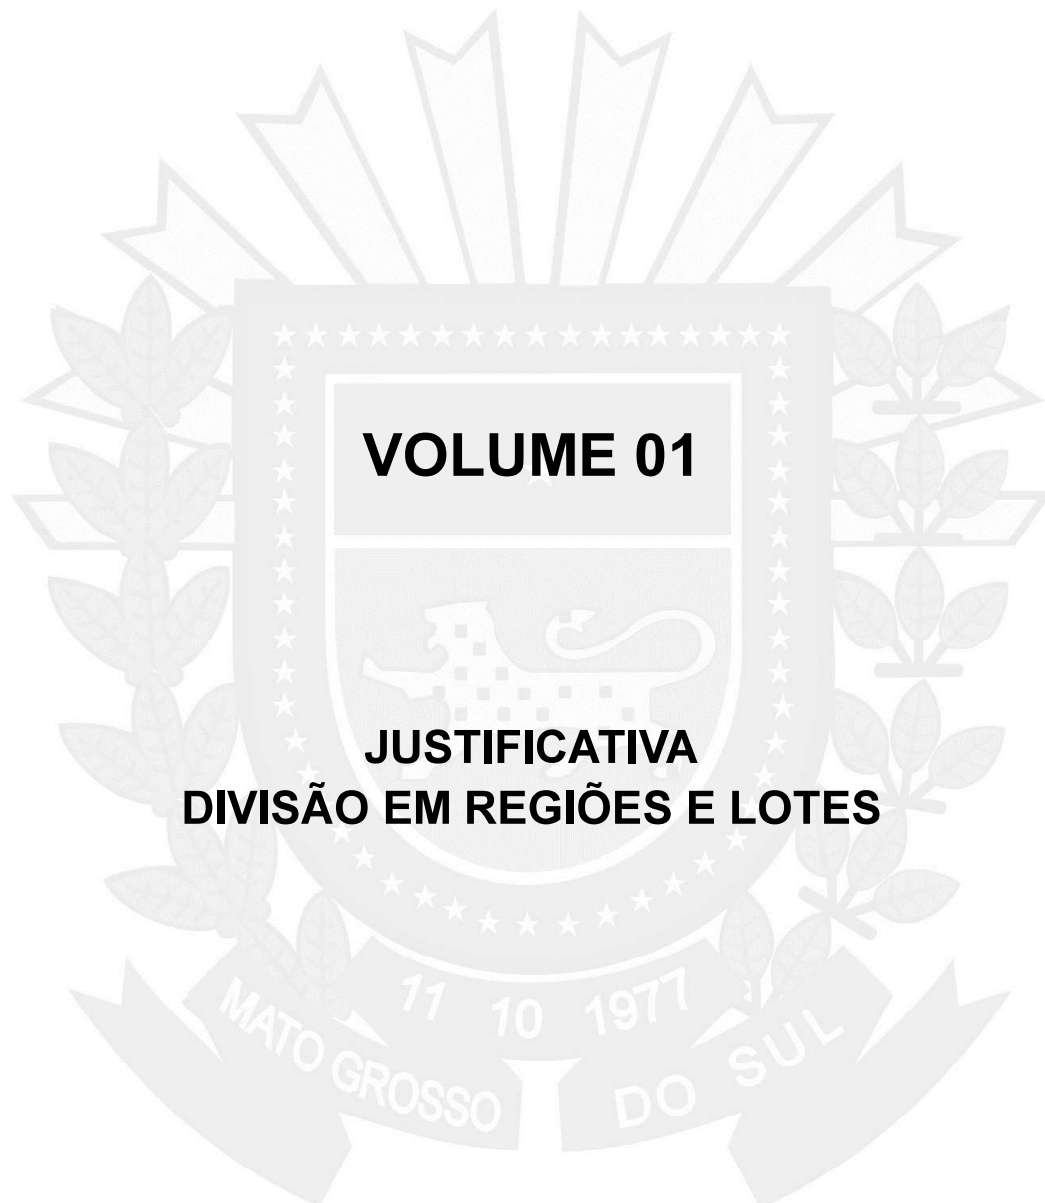 VOLUME 01
JUSTIFICATIVA
DIVISÃO EM REGIÕES E LOTES
11 10 1977
MATO GROSSO DO SUL